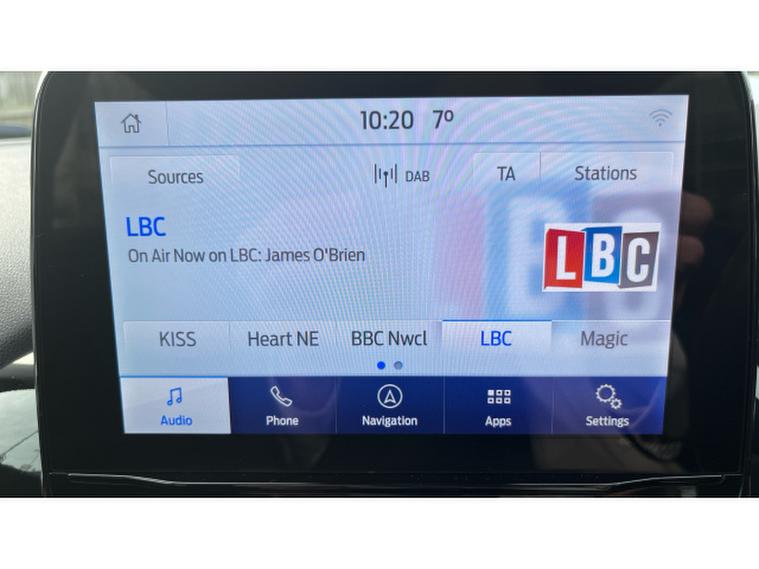 10:20 7º
Sources DAB TA Stations
LBC
On Air Now on LBC: James O'Brien
LBC
KISS Heart NE BBC Nwcl LBC Magic
Audio Phone Navigation Apps Settings